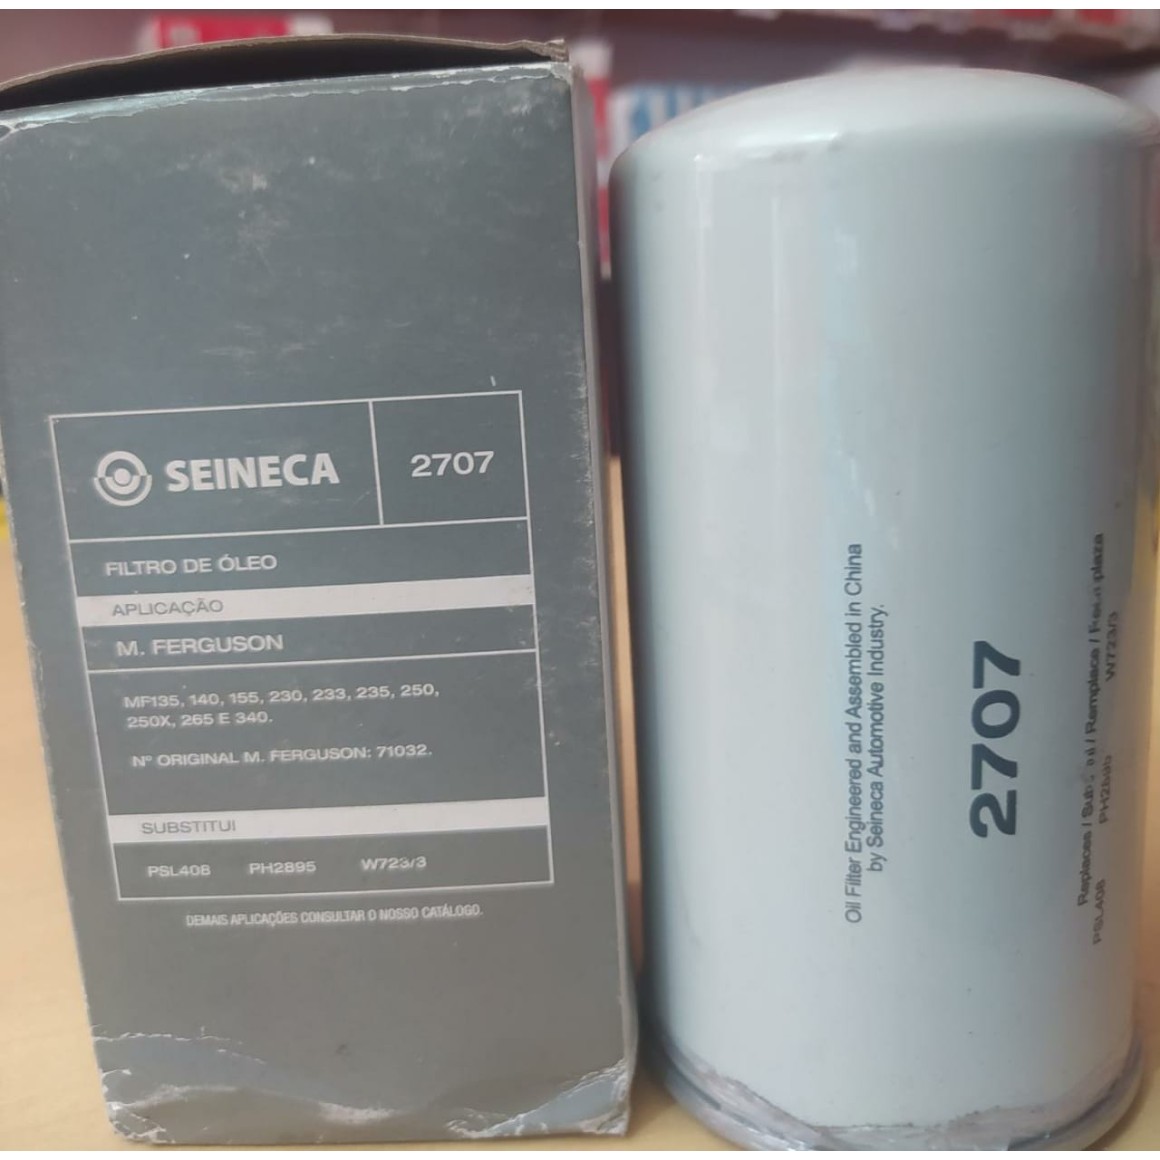 SEINECA
2707
FILTRO DE ÓLEO
APLICAÇÃO
M. FERGUSON
MF135, 140, 155, 230, 233, 235, 250,
250X, 265 E 340.
Nº ORIGINAL M. FERGUSON: 71032.
SUBSTITUI
PSL408 PH2895 W723/3
DEMAIS APLICAÇÕES CONSULTAR O NOSSO CATÁLOGO.
Oil Filter Engineered and Assembled in China
by Seineca Automotive Industry.
2707
Replaces / / Remplace /
PSL408 PH2895 W723/3